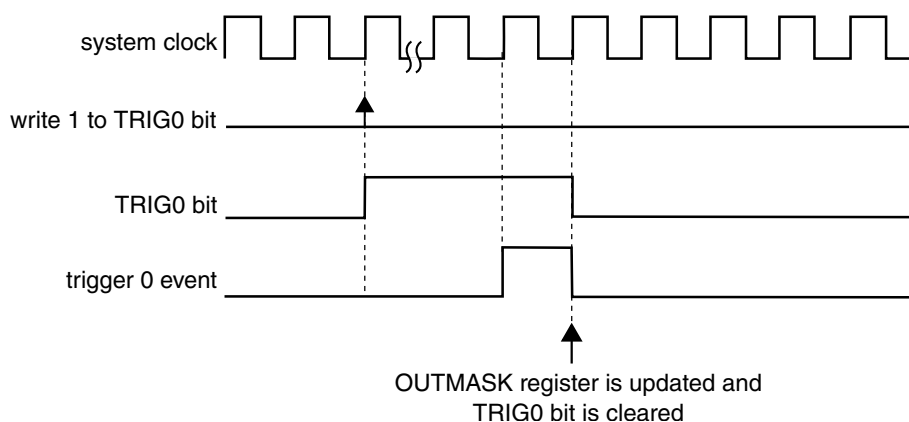 system clock
write 1 to TRIG0 bit
TRIG0 bit
trigger 0 event
OUTMASK register is updated and
TRIG0 bit is cleared